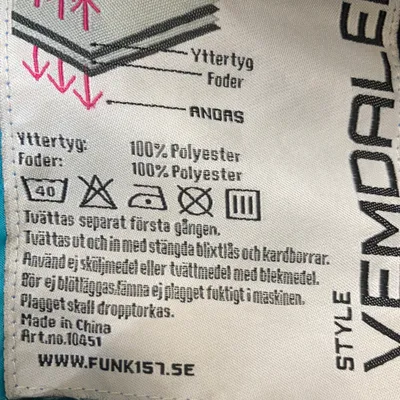 Yttertyg
Foder
ANDAS
Yttertyg: 100% Polyester
Foder: 100% Polyester
40
Tvättas separat första gången.
Tvättas ut och in med stängda blixtlås och kardborrar.
Använd ej sköljmedel eller tvättmedel med blekmedel.
Bör ej blötläggas.Lämna ej plagget fuktigt i maskinen.
Plagget skall dropptorkas.
Made in China
Art.no.10451
WWW.FUNK157.SE
STYLE
VEMDALE